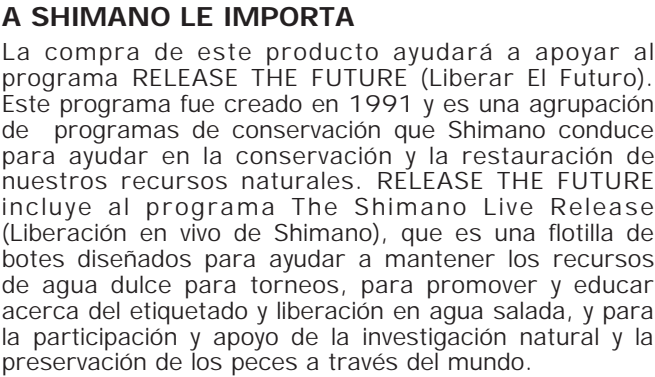 A SHIMANO LE IMPORTA
La compra de este producto ayudará a apoyar al
programa RELEASE THE FUTURE (Liberar El Futuro).
Este programa fue creado en 1991 y es una agrupación
de programas de conservación que Shimano conduce
para ayudar en la conservación y la restauración de
nuestros recursos naturales. RELEASE THE FUTURE
incluye al programa The Shimano Live Release
(Liberación en vivo de Shimano), que es una flotilla de
botes diseñados para ayudar a mantener los recursos
de agua dulce para torneos, para promover y educar
acerca del etiquetado y liberación en agua salada, y para
la participación y apoyo de la investigación natural y la
preservación de los peces a través del mundo.